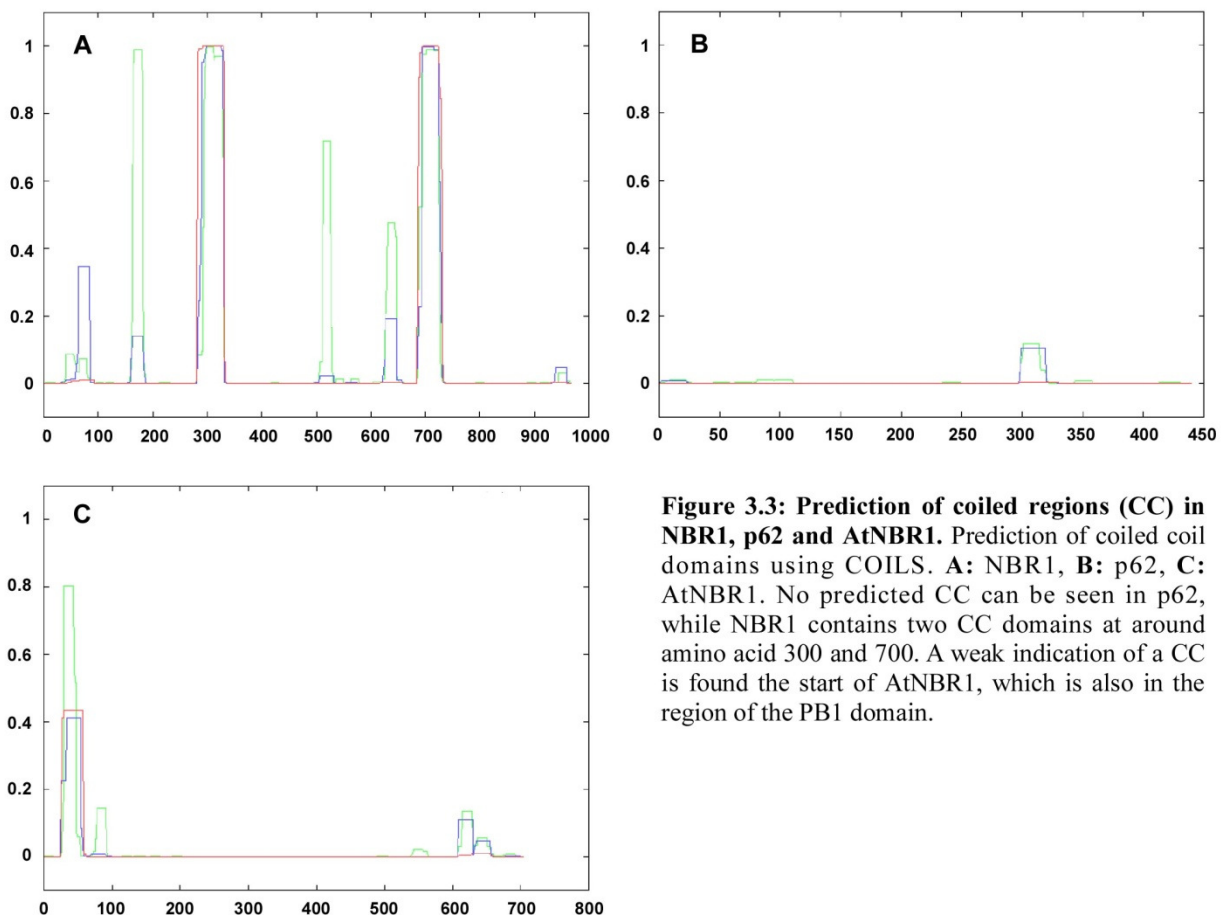 A
1
0.8
0.6
0.4
0.2
0
0 100 200 300 400 500 600 700 800 900 1000
B
1
0.8
0.6
0.4
0.2
0
0 50 100 150 200 250 300 350 400 450
C
1
0.8
0.6
0.4
0.2
0
0 100 200 300 400 500 600 700 800
Figure 3.3: Prediction of coiled regions (CC) in
NBR1, p62 and AtNBR1. Prediction of coiled coil
domains using COILS. A: NBR1, B: p62, C:
AtNBR1. No predicted CC can be seen in p62,
while NBR1 contains two CC domains at around
amino acid 300 and 700. A weak indication of a CC
is found the start of AtNBR1, which is also in the
region of the PB1 domain.